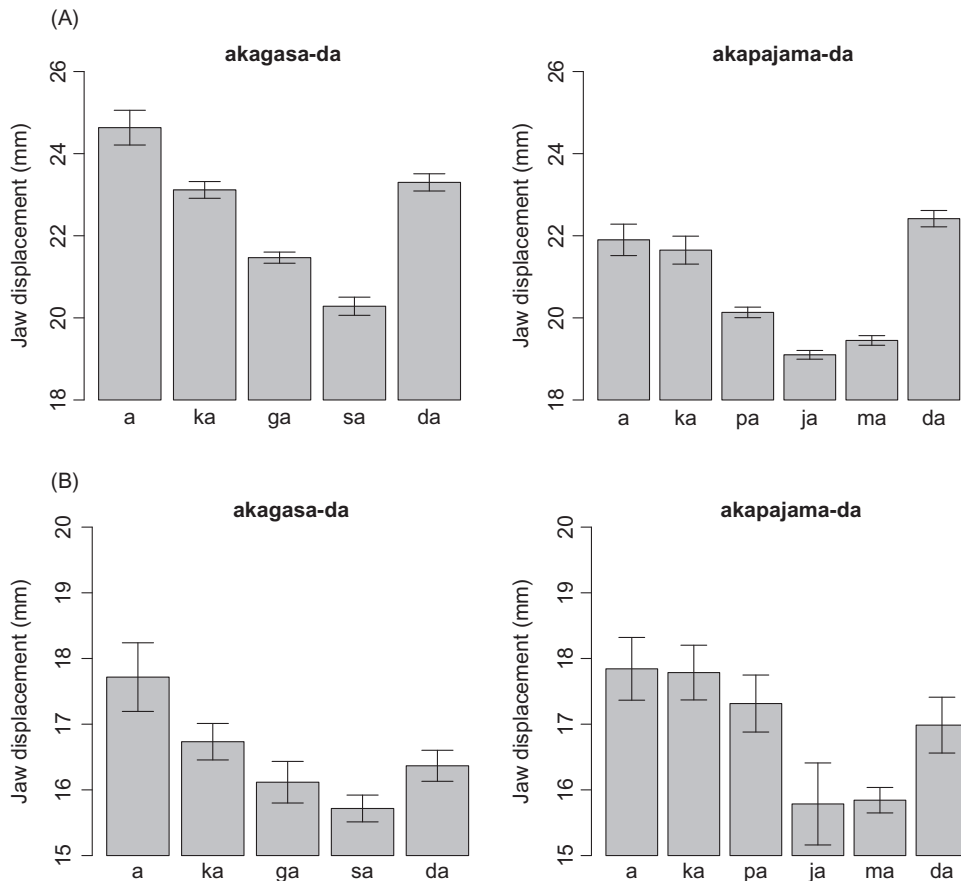 (A)
akagasa-da
akapajama-da
Jaw displacement (mm)
26
24
22
20
18
a ka ga sa da
Jaw displacement (mm)
26
24
22
20
18
a ka pa ja ma da
(B)
akagasa-da
akapajama-da
Jaw displacement (mm)
20
19
18
17
16
15
a ka ga sa da
Jaw displacement (mm)
20
19
18
17
16
15
a ka pa ja ma da